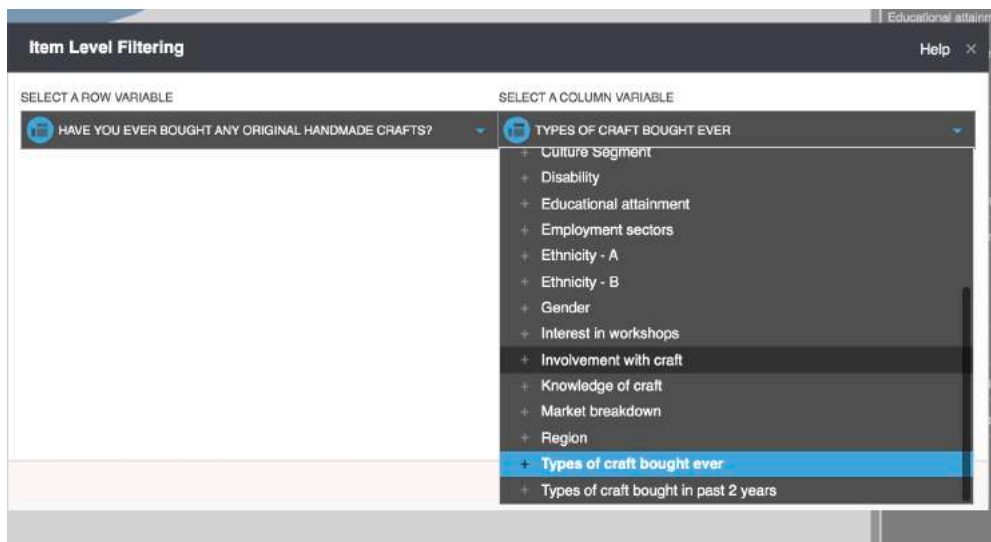 Educational attainm
Item Level Filtering
Help ×
SELECT A ROW VARIABLE
SELECT A COLUMN VARIABLE
HAVE YOU EVER BOUGHT ANY ORIGINAL HANDMADE CRAFTS?
TYPES OF CRAFT BOUGHT EVER
+ Culture Segment
+ Disability
+ Educational attainment
+ Employment sectors
+ Ethnicity - A
+ Ethnicity - B
+ Gender
+ Interest in workshops
+ Involvement with craft
+ Knowledge of craft
+ Market breakdown
+ Region
+ Types of craft bought ever
+ Types of craft bought in past 2 years